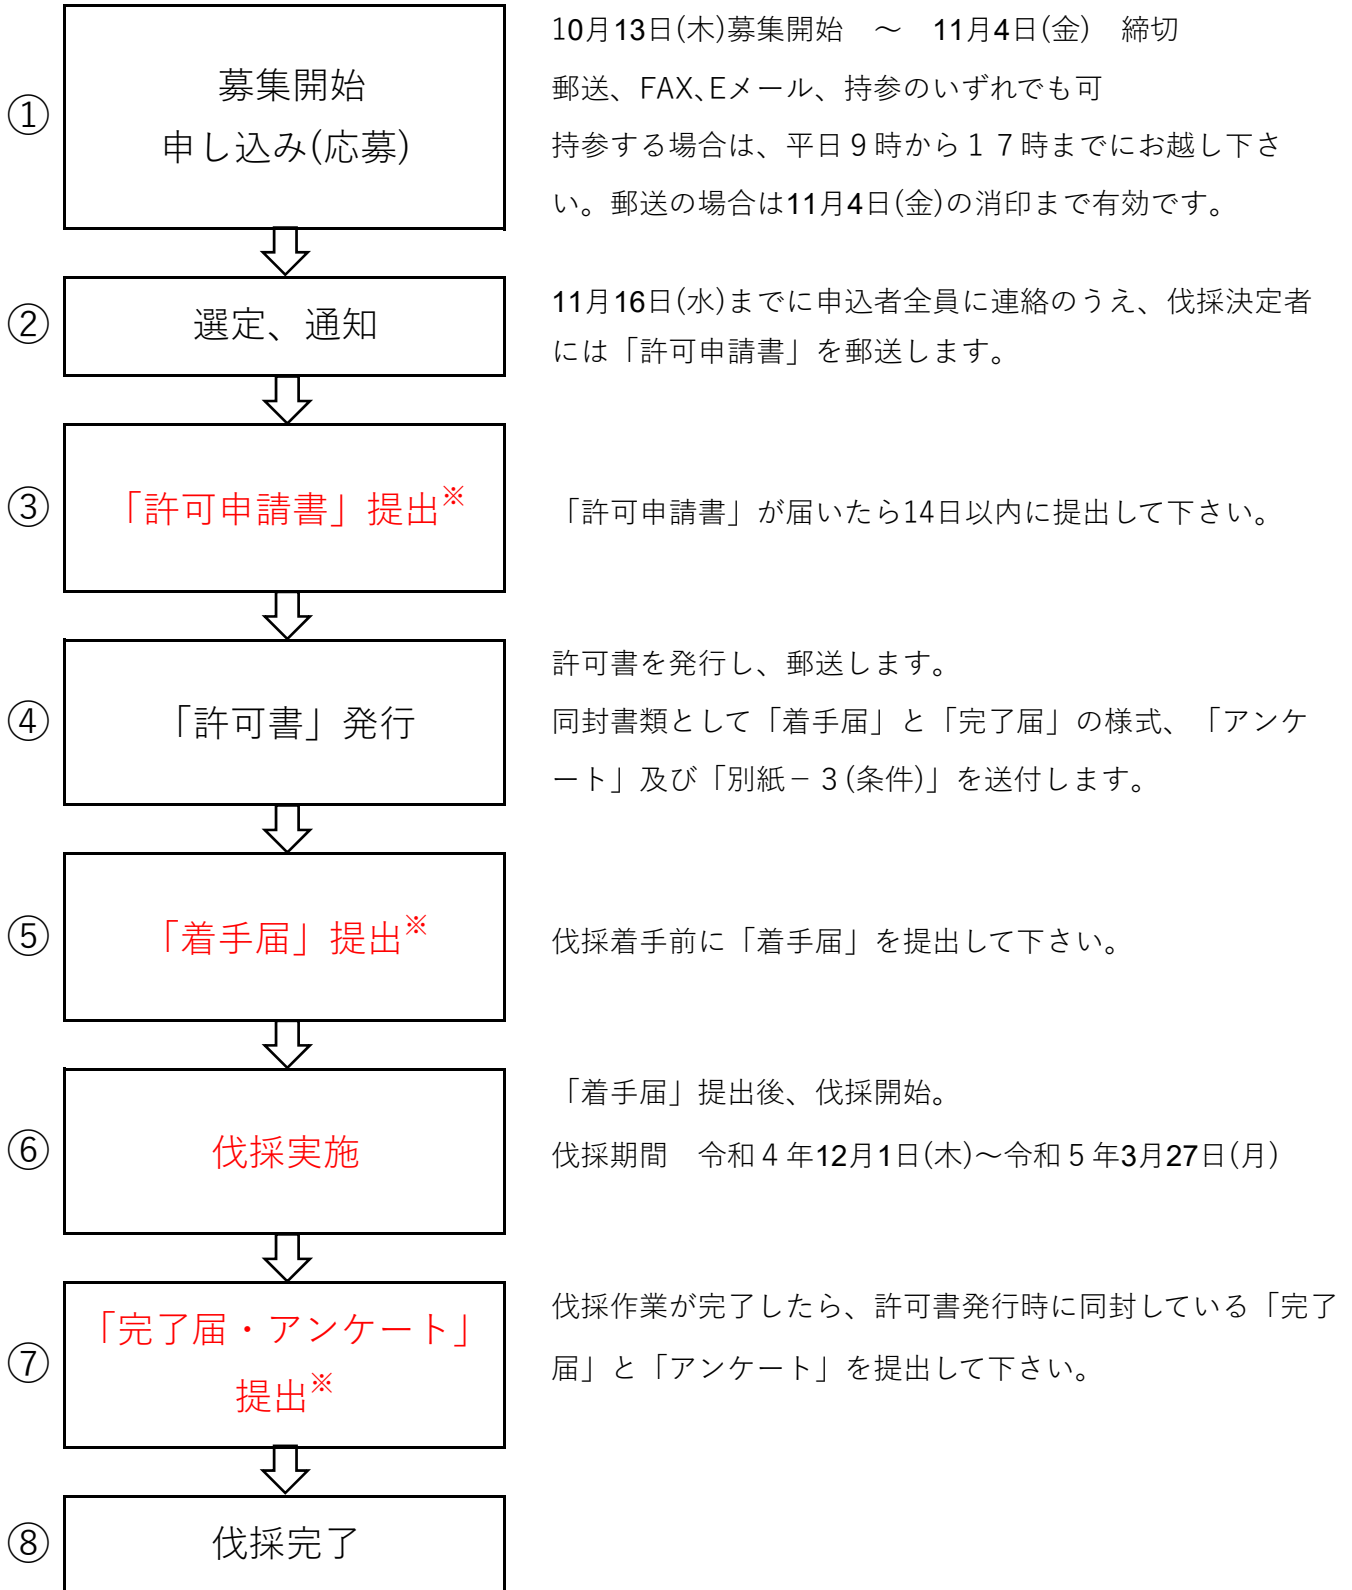 ①
募集開始
申し込み(応募)
10月13日(木)募集開始　～　11月4日(金)　締切
郵送、FAX、Eメール、持参のいずれでも可
持参する場合は、平日９時から１７時までにお越し下さ
い。郵送の場合は11月4日(金)の消印まで有効です。
②
選定、通知
11月16日(水)までに申込者全員に連絡のうえ、伐採決定者
には「許可申請書」を郵送します。
③
「許可申請書」提出※
「許可申請書」が届いたら14日以内に提出して下さい。
④
「許可書」発行
許可書を発行し、郵送します。
同封書類として「着手届」と「完了届」の様式、「アンケ
ート」及び「別紙－３(条件)」を送付します。
⑤
「着手届」提出※
伐採着手前に「着手届」を提出して下さい。
⑥
伐採実施
「着手届」提出後、伐採開始。
伐採期間　令和４年12月1日(木)～令和５年3月27日(月)
⑦
「完了届・アンケート」
提出※
伐採作業が完了したら、許可書発行時に同封している「完了
届」と「アンケート」を提出して下さい。
⑧
伐採完了